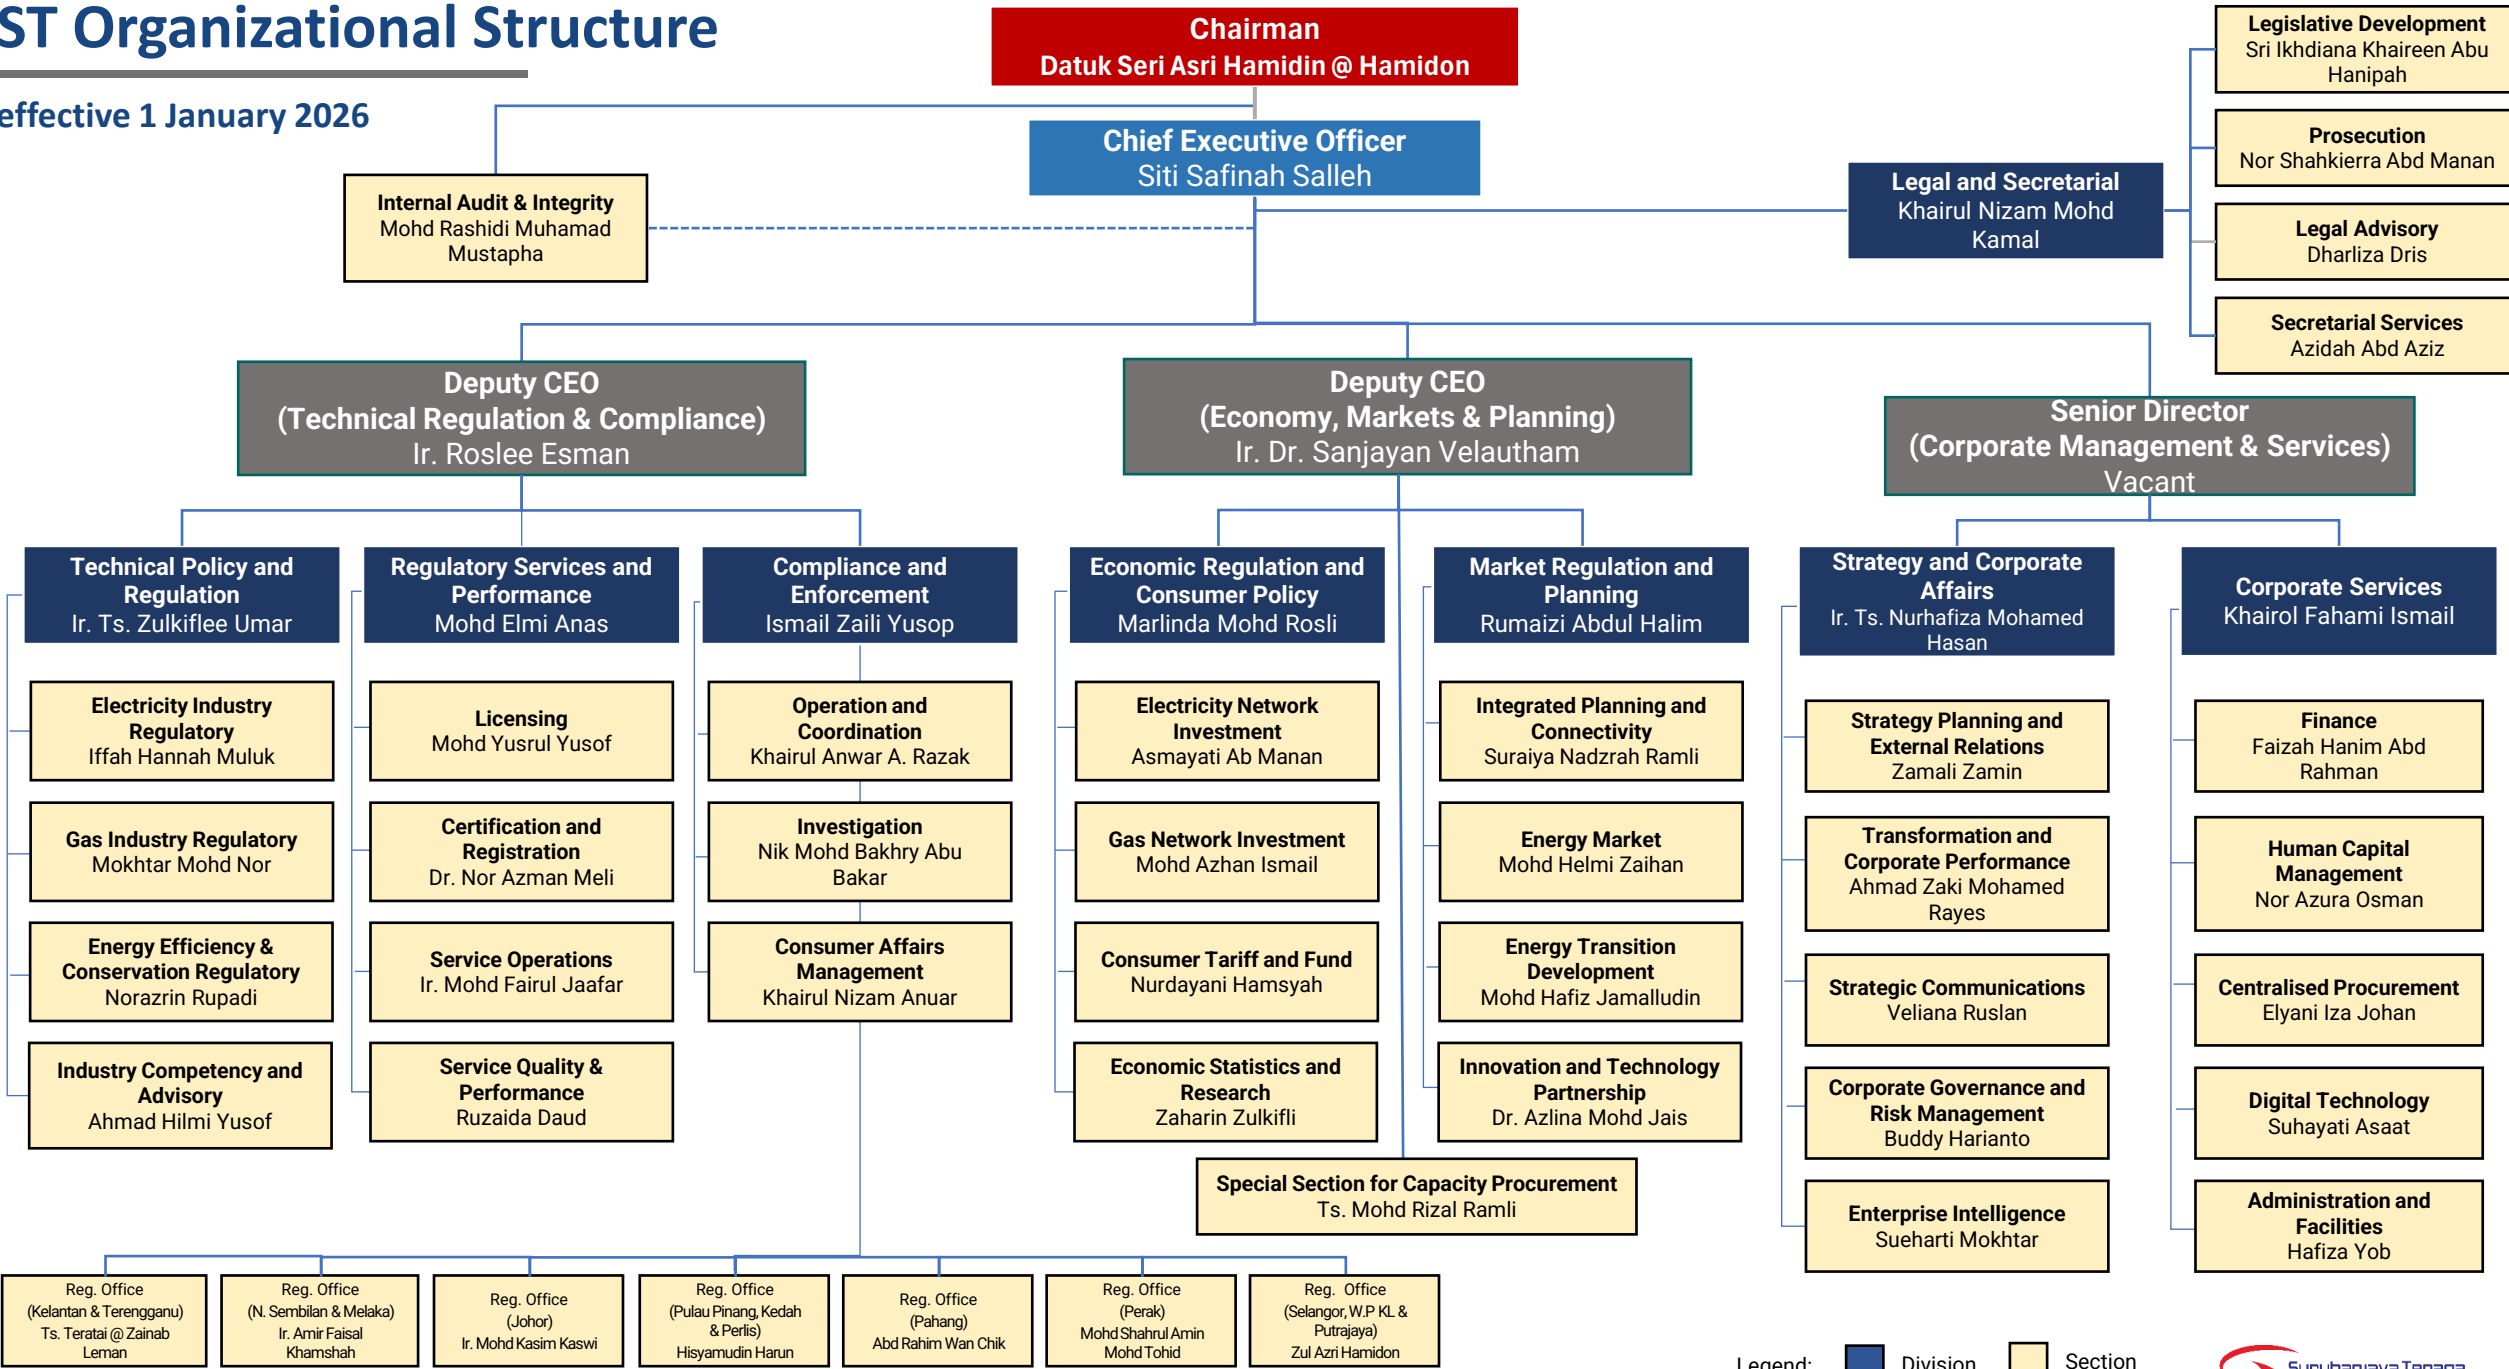 ST Organizational Structure
effective 1 January 2026
Chairman
Datuk Seri Asri Hamidin @ Hamidon
Chief Executive Officer
Siti Safinah Salleh
Internal Audit & Integrity
Mohd Rashidi Muhamad
Mustapha
Legal and Secretarial
Khairul Nizam Mohd
Kamal
Legislative Development
Sri Ikhdiana Khaireen Abu
Hanipah
Prosecution
Nor Shahkierra Abd Manan
Legal Advisory
Dharliza Dris
Secretarial Services
Azidah Abd Aziz
Deputy CEO
(Technical Regulation & Compliance)
Ir. Roslee Esman
Deputy CEO
(Economy, Markets & Planning)
Ir. Dr. Sanjayan Velautham
Senior Director
(Corporate Management & Services)
Vacant
Technical Policy and
Regulation
Ir. Ts. Zulkiflee Umar
Electricity Industry
Regulatory
Iffah Hannah Muluk
Gas Industry Regulatory
Mokhtar Mohd Nor
Energy Efficiency &
Conservation Regulatory
Norazrin Rupadi
Industry Competency and
Advisory
Ahmad Hilmi Yusof
Regulatory Services and
Performance
Mohd Elmi Anas
Licensing
Mohd Yusrul Yusof
Certification and
Registration
Dr. Nor Azman Meli
Service Operations
Ir. Mohd Fairul Jaafar
Service Quality &
Performance
Ruzaida Daud
Compliance and
Enforcement
Ismail Zaili Yusop
Operation and
Coordination
Khairul Anwar A. Razak
Investigation
Nik Mohd Bakhry Abu
Bakar
Consumer Affairs
Management
Khairul Nizam Anuar
Economic Regulation and
Consumer Policy
Marlinda Mohd Rosli
Electricity Network
Investment
Asmayati Ab Manan
Gas Network Investment
Mohd Azhan Ismail
Consumer Tariff and Fund
Nurdayani Hamsyah
Economic Statistics and
Research
Zaharin Zulkifli
Market Regulation and
Planning
Rumaizi Abdul Halim
Integrated Planning and
Connectivity
Suraiya Nadzrah Ramli
Energy Market
Mohd Helmi Zaihan
Energy Transition
Development
Mohd Hafiz Jamalludin
Innovation and Technology
Partnership
Dr. Azlina Mohd Jais
Special Section for Capacity Procurement
Ts. Mohd Rizal Ramli
Strategy and Corporate
Affairs
Ir. Ts. Nurhafiza Mohamed
Hasan
Strategy Planning and
External Relations
Zamali Zamin
Transformation and
Corporate Performance
Ahmad Zaki Mohamed
Rayes
Strategic Communications
Veliana Ruslan
Corporate Governance and
Risk Management
Buddy Harianto
Enterprise Intelligence
Sueharti Mokhtar
Corporate Services
Khairol Fahami Ismail
Finance
Faizah Hanim Abd
Rahman
Human Capital
Management
Nor Azura Osman
Centralised Procurement
Elyani Iza Johan
Digital Technology
Suhayati Asaat
Administration and
Facilities
Hafiza Yob
Reg. Office
(Kelantan & Terengganu)
Ts. Teratai @ Zainab
Leman
Reg. Office
(N. Sembilan & Melaka)
Ir. Amir Faisal
Khamshah
Reg. Office
(Johor)
Ir. Mohd Kasim Kaswi
Reg. Office
(Pulau Pinang, Kedah
& Perlis)
Hisyamudin Harun
Reg. Office
(Pahang)
Abd Rahim Wan Chik
Reg. Office
(Perak)
Mohd Shahrul Amin
Mohd Tohid
Reg. Office
(Selangor, W.P KL &
Putrajaya)
Zul Azri Hamidon
Legend:
Division
Section
Suruhanjaya Tenaga